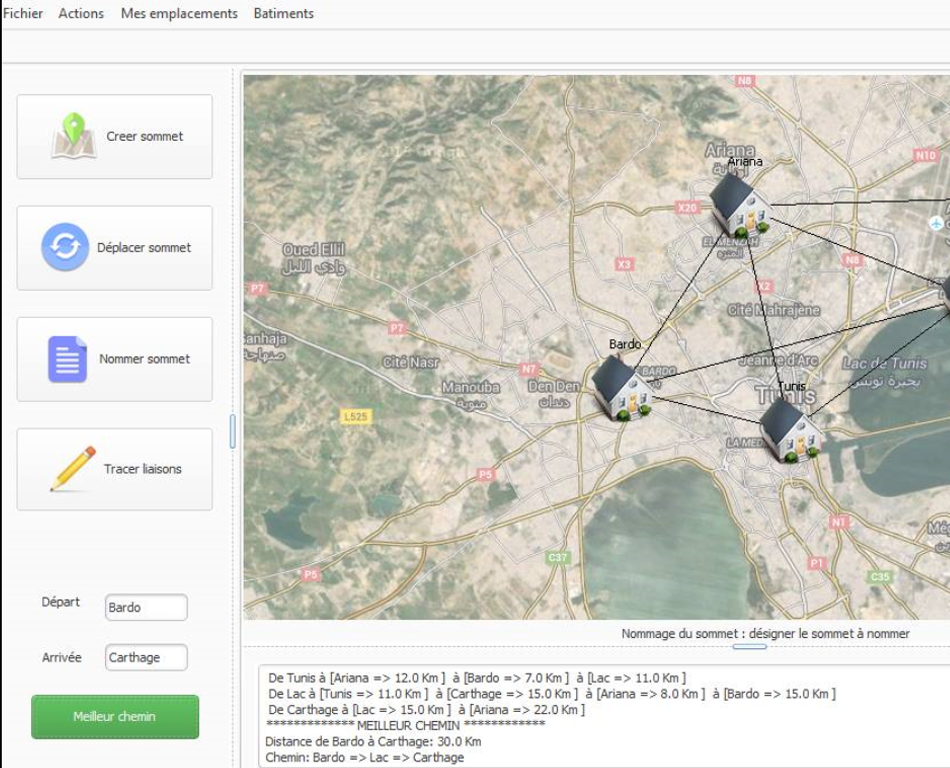 Fichier Actions Mes emplacements Batiments
Creer sommet
Déplacer sommet
Nommer sommet
Tracer liaisons
Départ Bardo
Arrivée Carthage
Meilleur chemin
N8
Ariana
Ariana
N10
X20
EL MENZAH
المنزه
Oued Ellil
وادي الليل
X3
N8
P7
X2
Cité Mahrajène
P7
Bardo
Cité Nasr
N7
BARDO
Jeanne d'Arc
Lac de Tunis
بحيرة تونس
Manouba
منوبة
Den Den
دندان
Tunis
Tunis
L525
LA MED
P5
N1
C37
P1
P5
C35
Nommage du sommet : désigner le sommet à nommer
De Tunis à [Ariana => 12.0 Km ] à [Bardo => 7.0 Km ] à [Lac => 11.0 Km ]
De Lac à [Tunis => 11.0 Km ] à [Carthage => 15.0 Km ] à [Ariana => 8.0 Km ] à [Bardo => 15.0 Km ]
De Carthage à [Lac => 15.0 Km ] à [Ariana => 22.0 Km ]
************* MEILLEUR CHEMIN ************
Distance de Bardo à Carthage: 30.0 Km
Chemin: Bardo => Lac => Carthage